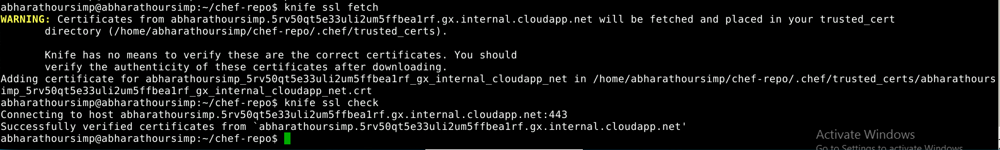 abharathoursimp@abharathoursimp:~/chef-repo$ knife ssl fetch
WARNING: Certificates from abharathoursimp.5rv50qt5e33uli2um5ffbea1rf.gx.internal.cloudapp.net will be fetched and placed in your trusted_cert
directory (/home/abharathoursimp/chef-repo/.chef/trusted_certs).
Knife has no means to verify these are the correct certificates. You should
verify the authenticity of these certificates after downloading.
Adding certificate for abharathoursimp_5rv50qt5e33uli2um5ffbea1rf_gx_internal_cloudapp_net in /home/abharathoursimp/chef-repo/.chef/trusted_certs/abharathours
imp_5rv50qt5e33uli2um5ffbea1rf_gx_internal_cloudapp_net.crt
abharathoursimp@abharathoursimp:~/chef-repo$ knife ssl check
Connecting to host abharathoursimp.5rv50qt5e33uli2um5ffbea1rf.gx.internal.cloudapp.net:443
Successfully verified certificates from `abharathoursimp.5rv50qt5e33uli2um5ffbea1rf.gx.internal.cloudapp.net'
abharathoursimp@abharathoursimp:~/chef-repo$
Activate Windows
Go to Settings to activate Windows.